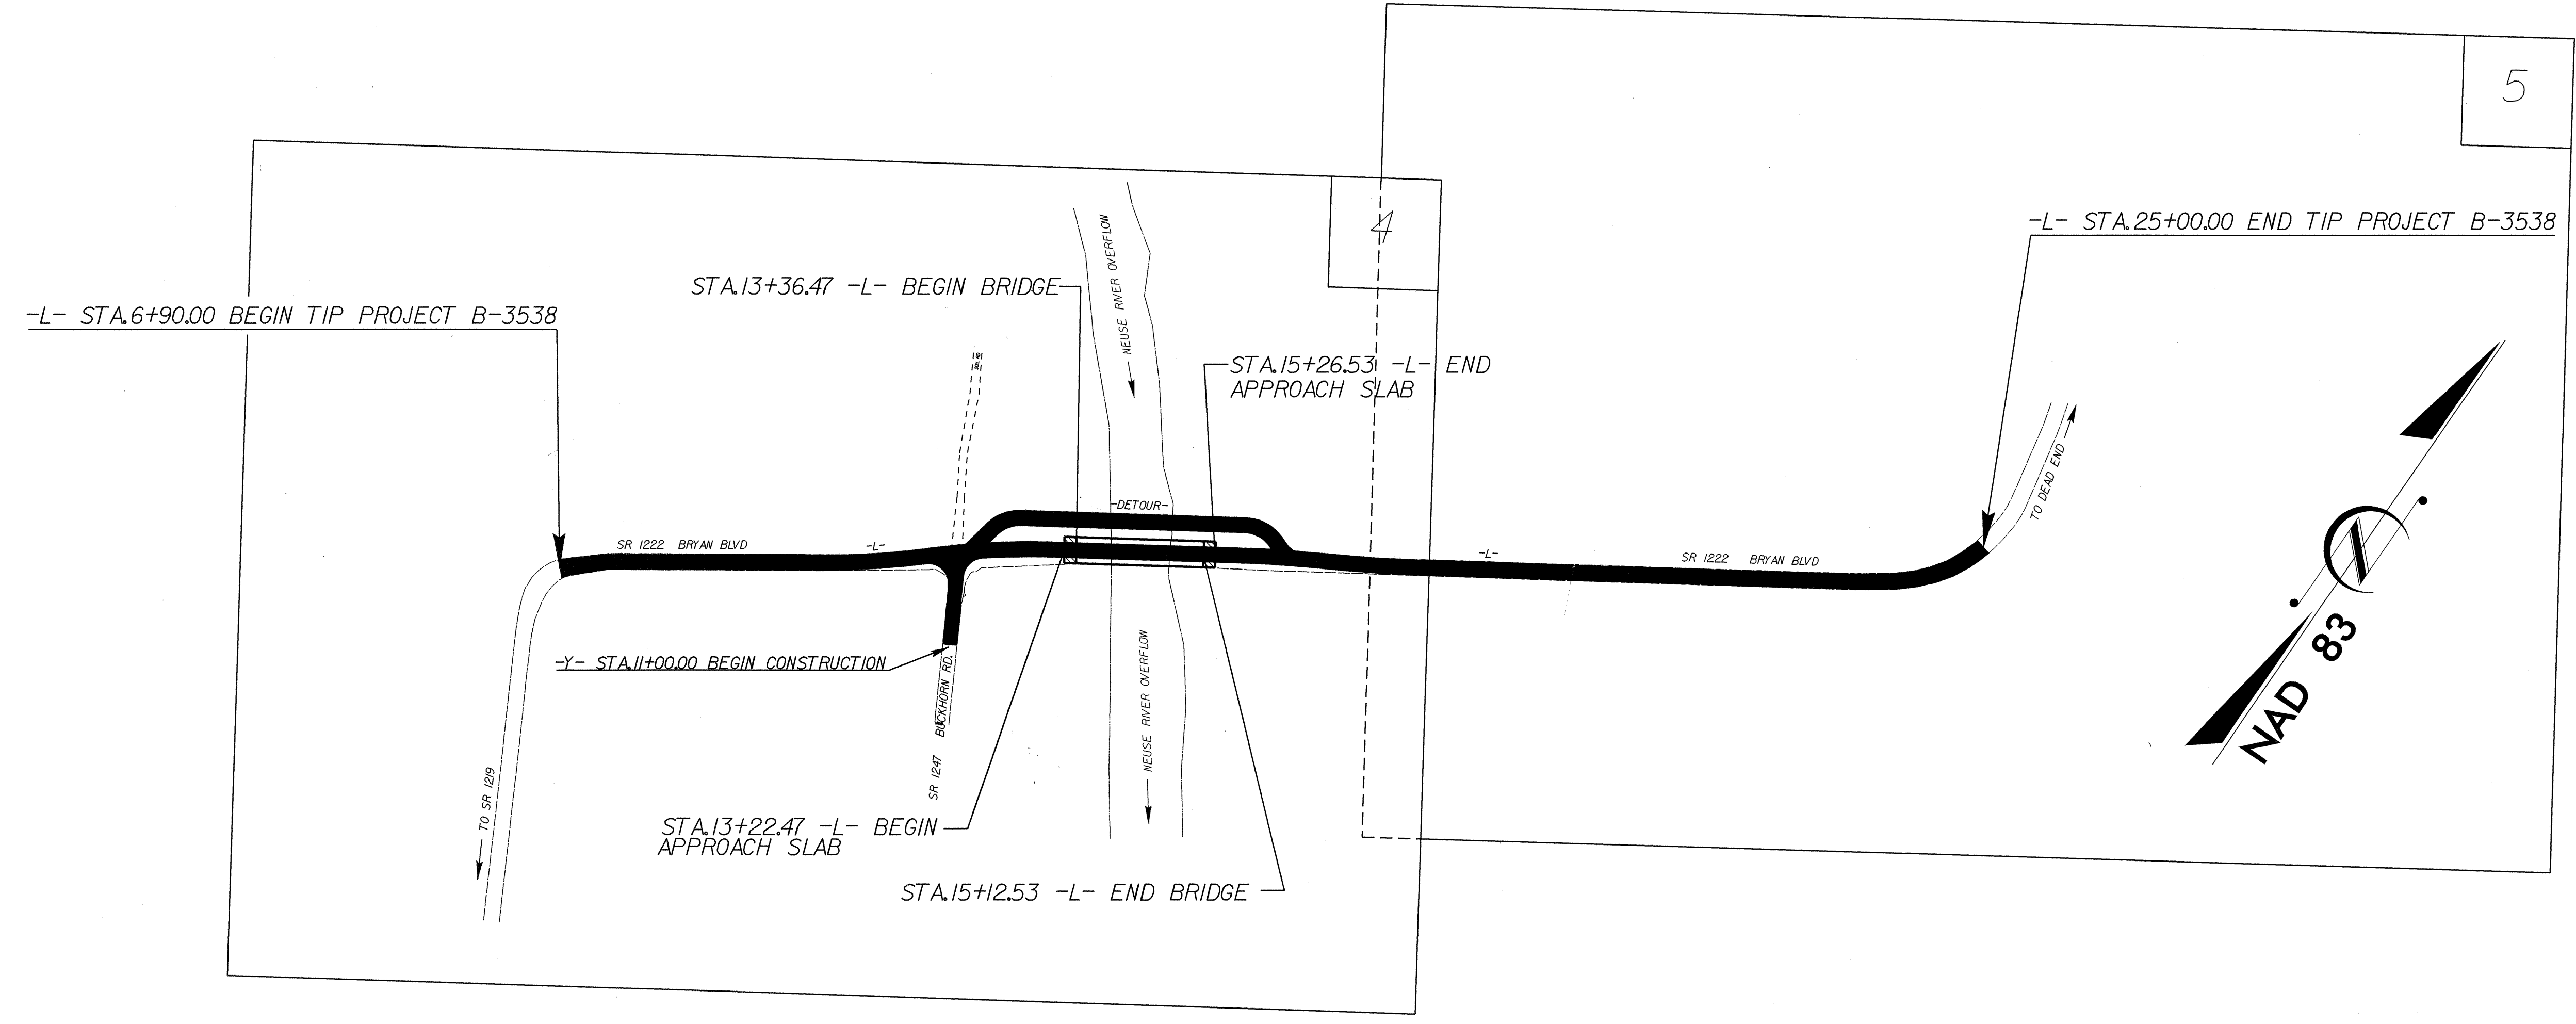 5
4
-L- STA.25+00.00 END TIP PROJECT B-3538
STA.13+36.47 -L- BEGIN BRIDGE
-L- STA.6+90.00 BEGIN TIP PROJECT B-3538
NEUSE RIVER OVERFLOW
STA.15+26.53 -L- END
APPROACH SLAB
TO DEAD END
-DETOUR-
SR 1222 BRYAN BLVD
-L-
-L-
SR 1222 BRYAN BLVD
-Y- STA.11+00.00 BEGIN CONSTRUCTION
SR 1247 BUCKHORN RD.
NEUSE RIVER OVERFLOW
NAD 83
TO SR 1219
STA.13+22.47 -L- BEGIN
APPROACH SLAB
STA.15+12.53 -L- END BRIDGE